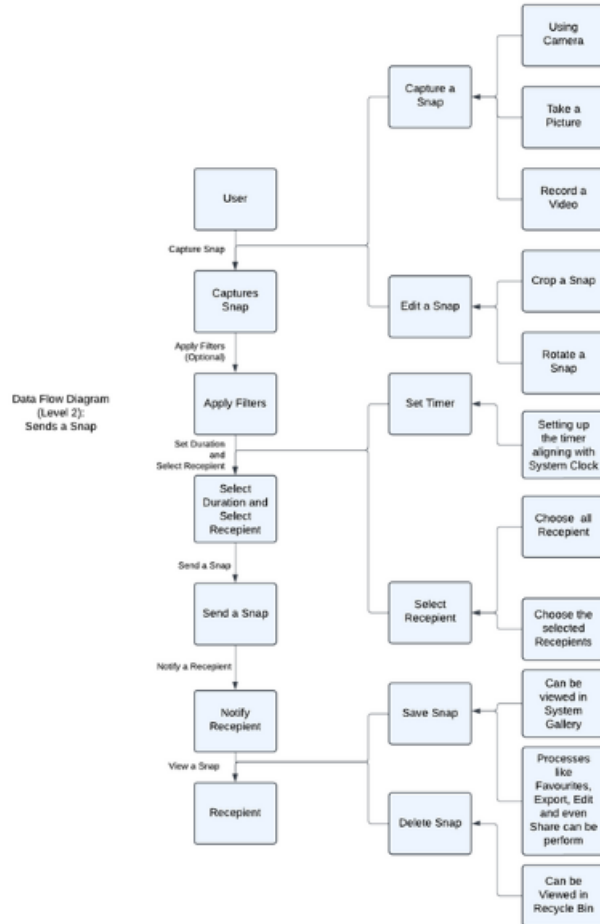 Using
Camera
Capture a
Snap
Take a
Picture
Record a
Video
User
Capture Snap
Captures
Snap
Crop a Snap
Edit a Snap
Rotate a
Snap
Apply Filters
(Optional)
Data Flow Diagram
(Level 2):
Sends a Snap
Apply Filters
Set Timer
Setting up
the timer
aligning with
System Clock
Set Duration
and
Select Recepient
Select
Duration and
Select
Recepient
Choose all
Recepient
Send a Snap
Send a Snap
Select
Recepient
Choose the
selected
Recepients
Notify a Recepient
Notify
Recepient
Save Snap
Can be
viewed in
System
Gallery
View a Snap
Recepient
Processes
like
Favourites,
Export, Edit
and even
Share can be
perform
Delete Snap
Can be
Viewed in
Recycle Bin